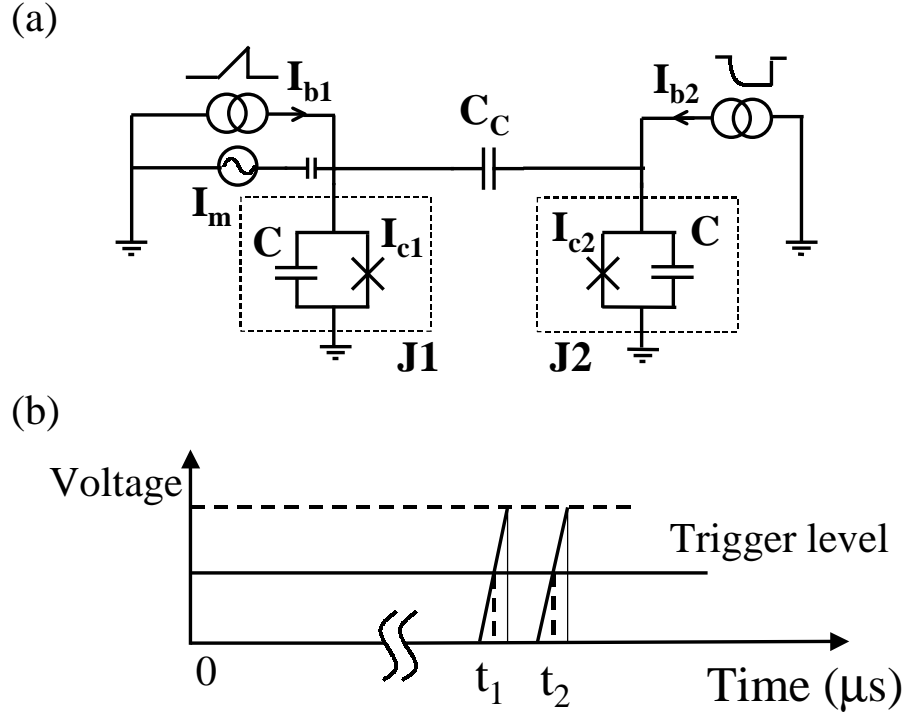 (a)
I_b1
I_b2
C_C
I_m
C
I_c1
I_c2
C
J1
J2
(b)
Voltage
Trigger level
0
t_1
t_2
Time (μs)